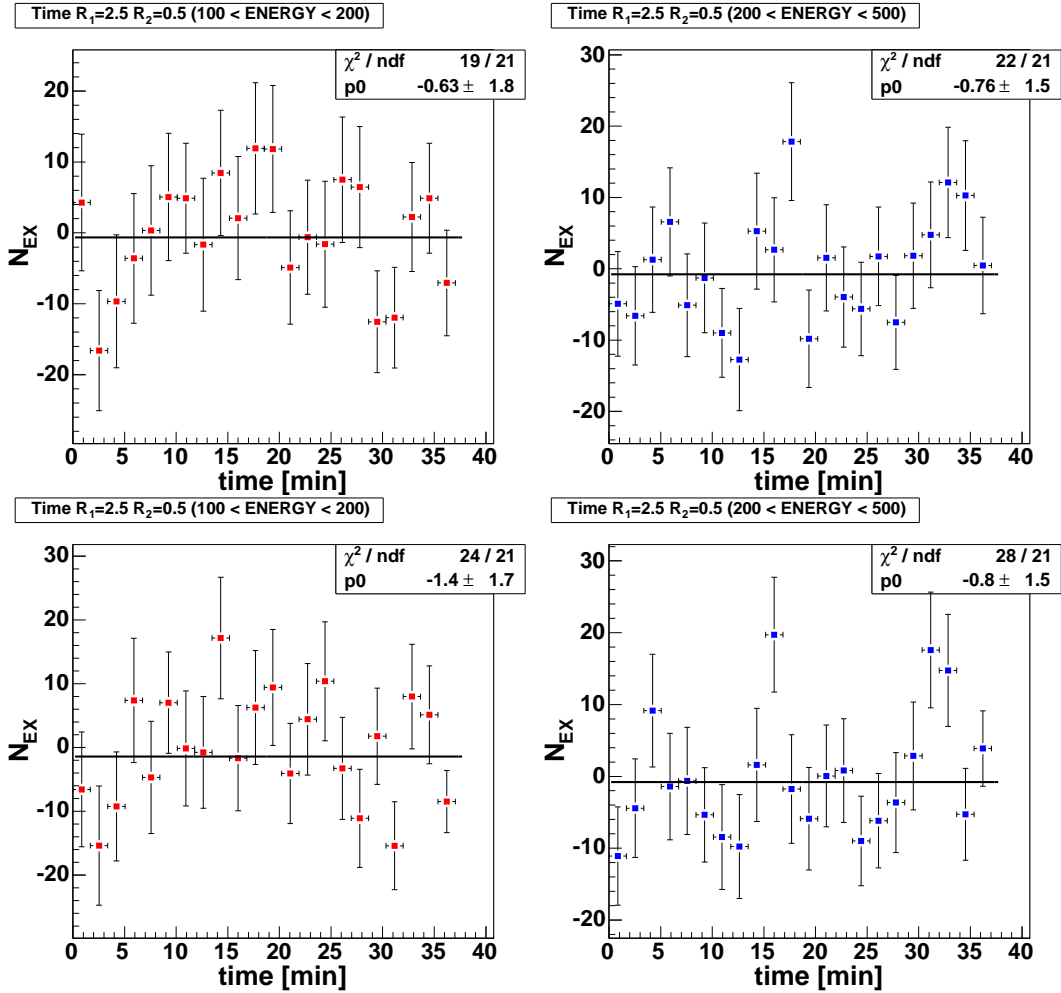 Time R₁=2.5 R₂=0.5 (100 < ENERGY < 200)
χ² / ndf 19 / 21
p0 -0.63 ± 1.8
20
10
0
-10
-20
N_EX
0 5 10 15 20 25 30 35 40
time [min]
Time R₁=2.5 R₂=0.5 (200 < ENERGY < 500)
χ² / ndf 22 / 21
p0 -0.76 ± 1.5
30
20
10
0
-10
-20
N_EX
0 5 10 15 20 25 30 35 40
time [min]
Time R₁=2.5 R₂=0.5 (100 < ENERGY < 200)
χ² / ndf 24 / 21
p0 -1.4 ± 1.7
30
20
10
0
-10
-20
-30
N_EX
0 5 10 15 20 25 30 35 40
time [min]
Time R₁=2.5 R₂=0.5 (200 < ENERGY < 500)
χ² / ndf 28 / 21
p0 -0.8 ± 1.5
30
20
10
0
-10
-20
N_EX
0 5 10 15 20 25 30 35 40
time [min]